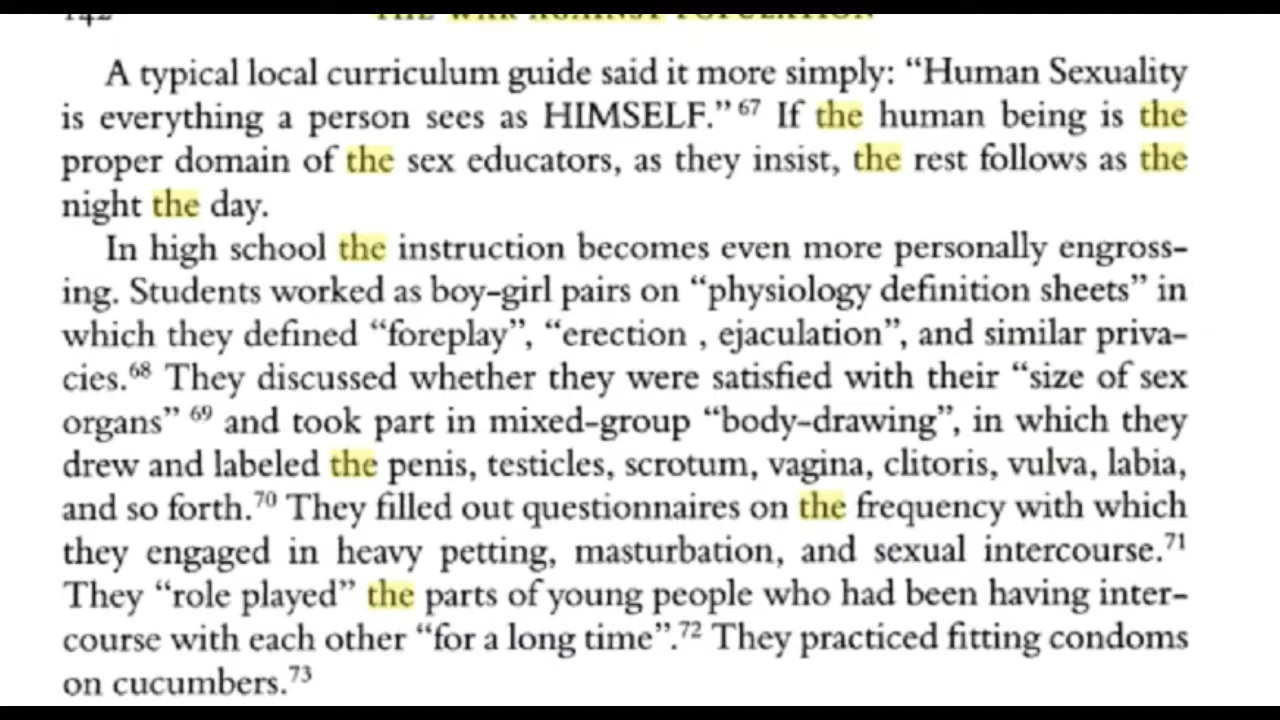 142 THE WAR AGAINST POPULATION
A typical local curriculum guide said it more simply: “Human Sexuality
is everything a person sees as HIMSELF.” 67 If the human being is the
proper domain of the sex educators, as they insist, the rest follows as the
night the day.
In high school the instruction becomes even more personally engross-
ing. Students worked as boy-girl pairs on “physiology definition sheets” in
which they defined “foreplay”, “erection , ejaculation”, and similar priva-
cies.68 They discussed whether they were satisfied with their “size of sex
organs” 69 and took part in mixed-group “body-drawing”, in which they
drew and labeled the penis, testicles, scrotum, vagina, clitoris, vulva, labia,
and so forth.70 They filled out questionnaires on the frequency with which
they engaged in heavy petting, masturbation, and sexual intercourse.71
They “role played” the parts of young people who had been having inter-
course with each other “for a long time”.72 They practiced fitting condoms
on cucumbers.73